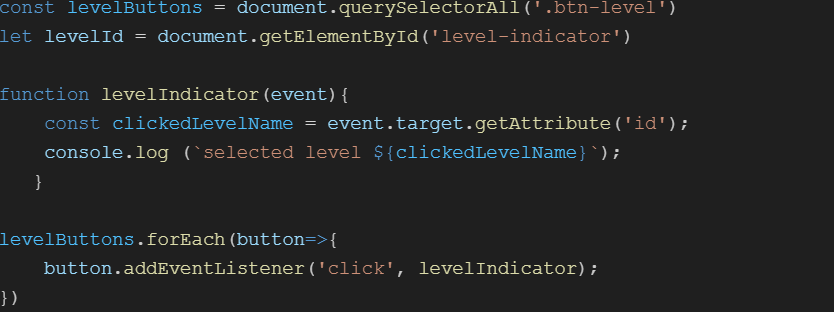 const levelButtons = document.querySelectorAll('.btn-level')
let levelId = document.getElementById('level-indicator')
function levelIndicator(event){
const clickedLevelName = event.target.getAttribute('id');
console.log (`selected level ${clickedLevelName}`);
}
levelButtons.forEach(button=>{
button.addEventListener('click', levelIndicator);
})